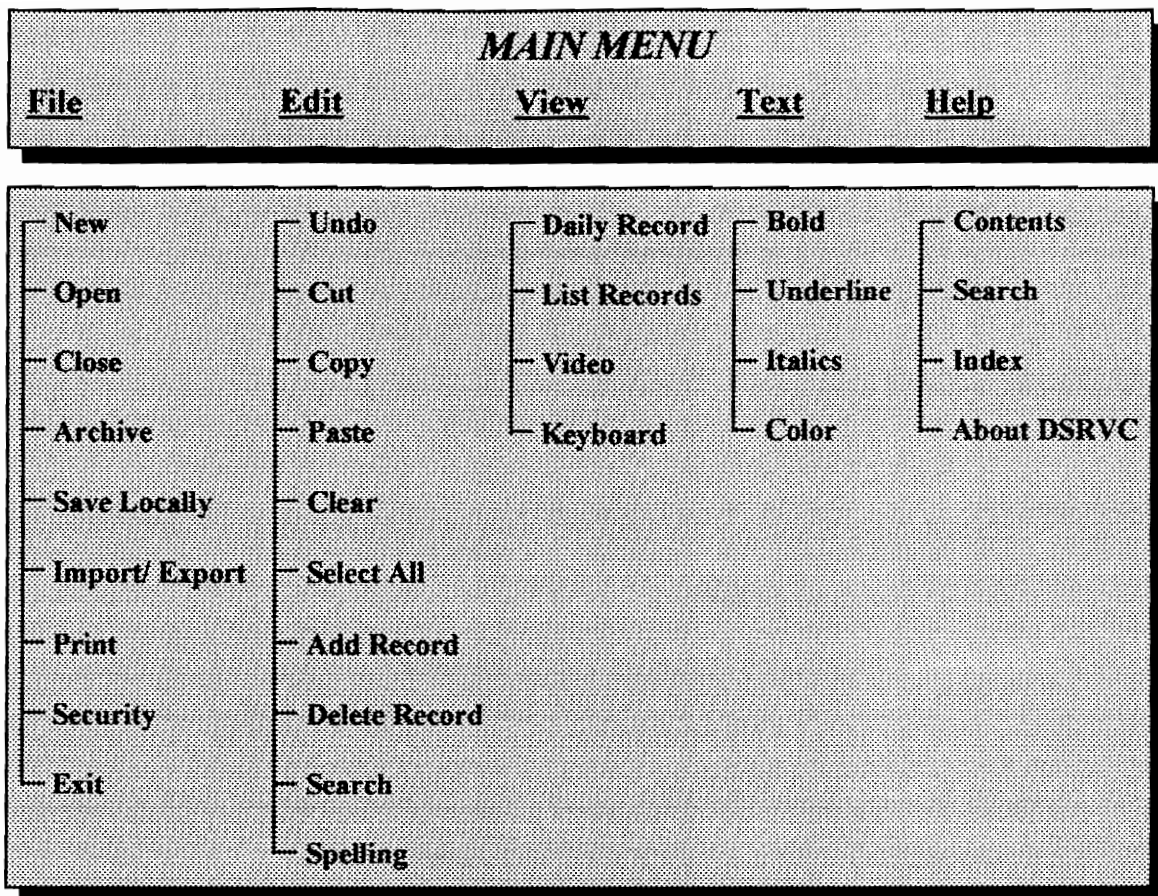 MAIN MENU
File Edit View Text Help
New Undo Daily Record Bold Contents
Open Cut List Records Underline Search
Close Copy Video Italics Index
Archive Paste Keyboard Color About DSRVC
Save Locally Clear
Import/ Export Select All
Print Add Record
Security Delete Record
Exit Search
Spelling